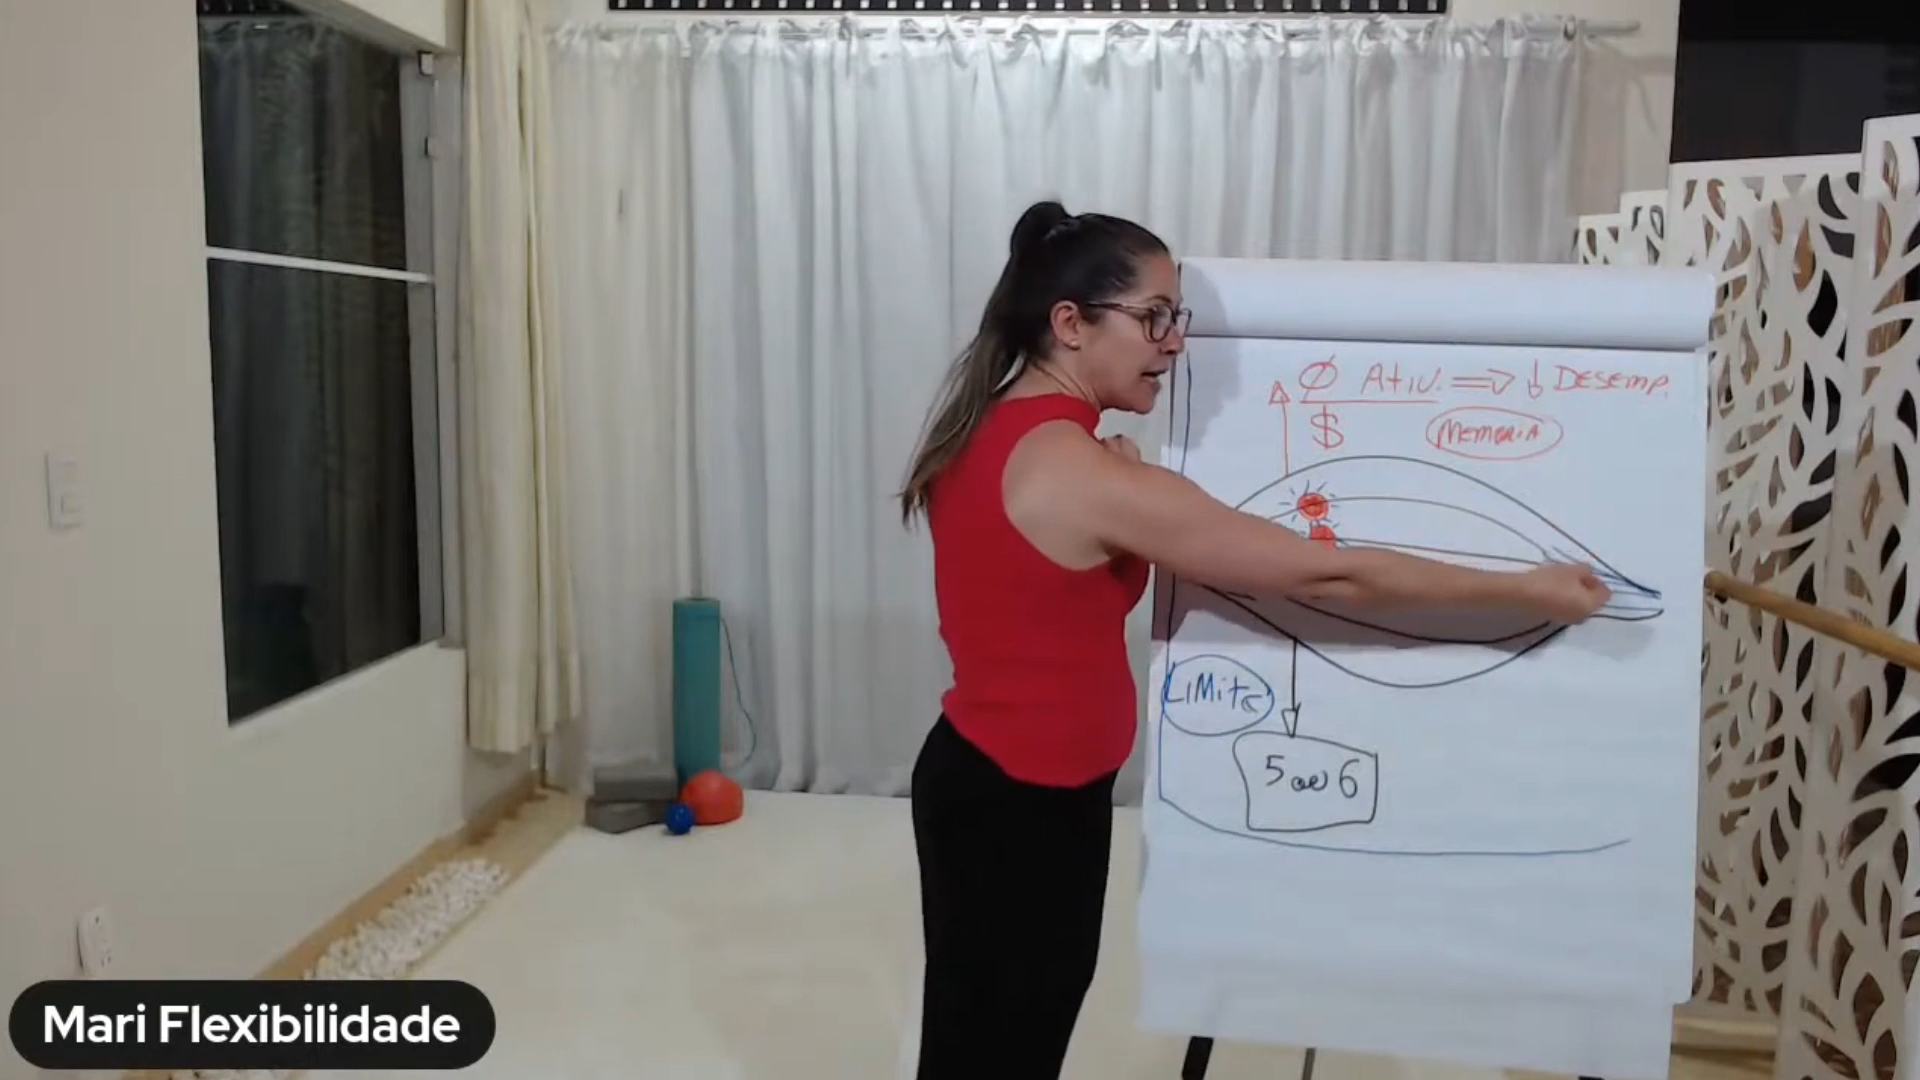 Ø Ativ. => ↓ DESEMP.
$ MEMORIA
LIMITE
5 ou 6
Mari Flexibilidade